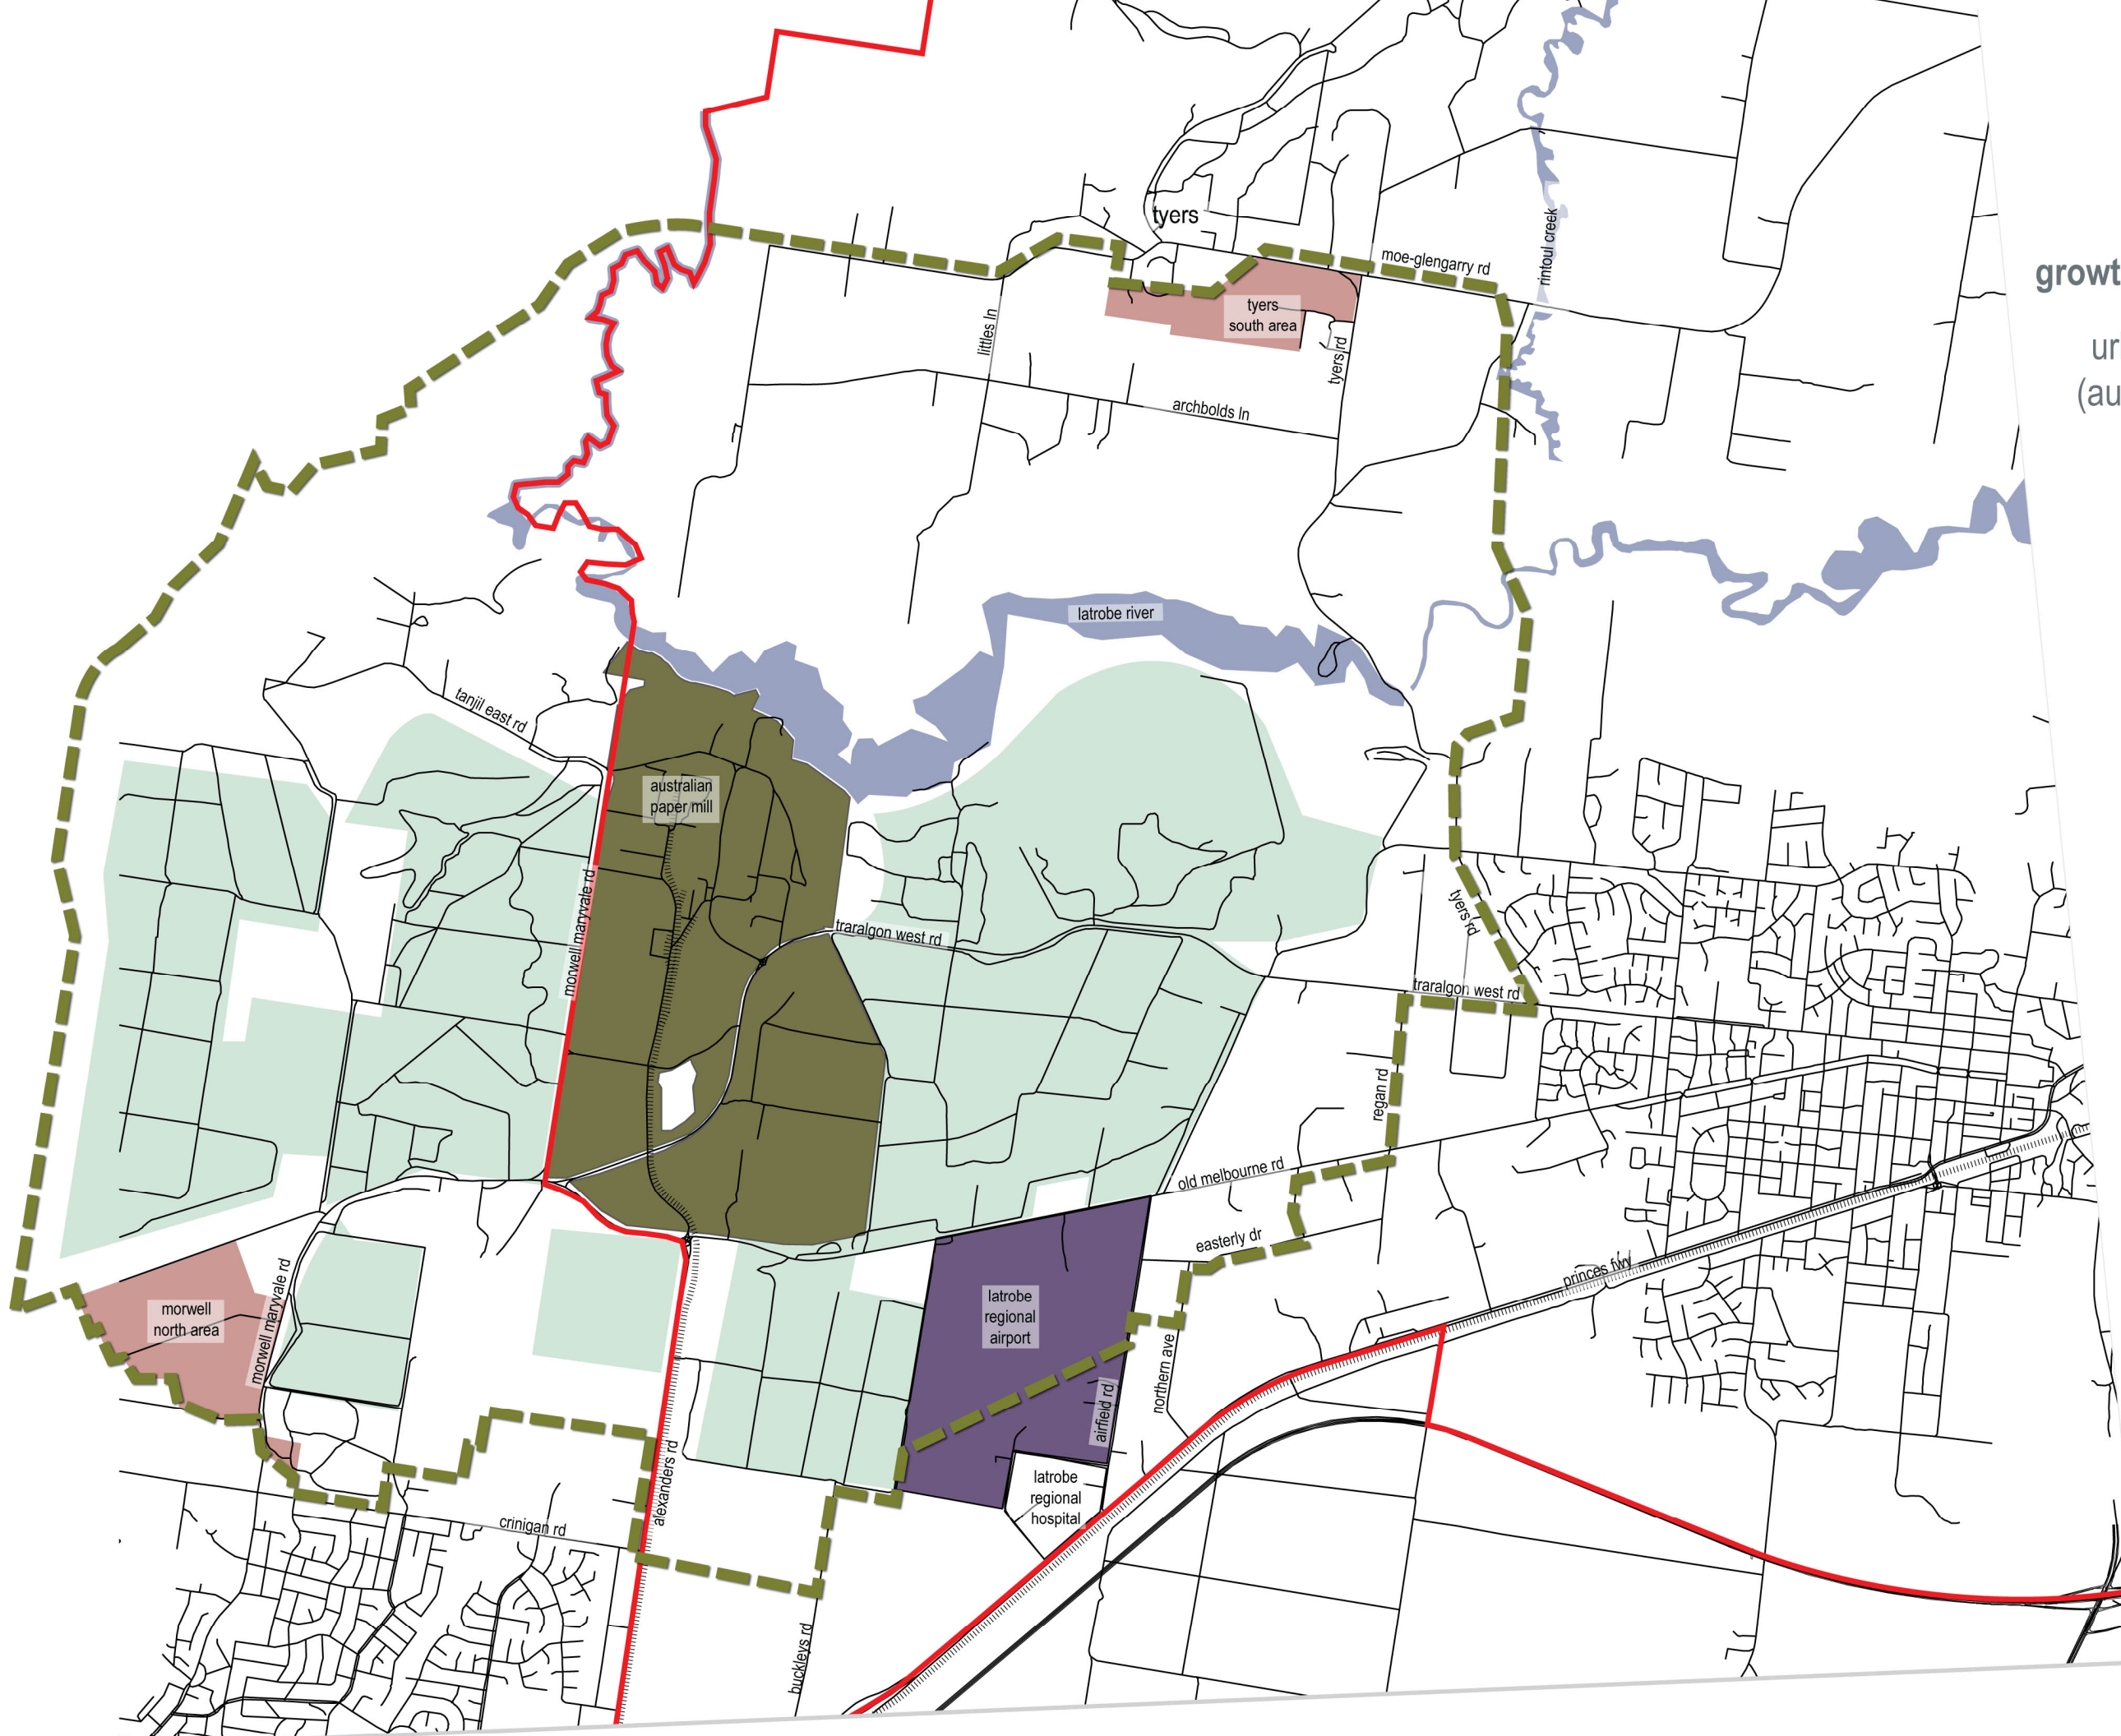 tyers
rintoul creek
moe-glengarry rd
growt
tyers
south area
littles ln
tyers rd
ur
(au
archbolds ln
latrobe river
tanjil east rd
australian
paper mill
morwell maryvale rd
traralgon west rd
tyers rd
traralgon west rd
regan rd
old melbourne rd
easterly dr
princes fwy
morwell maryvale rd
morwell
north area
latrobe
regional
airport
northern ave
airfield rd
alexanders rd
latrobe
regional
hospital
crinigan rd
buckleys rd